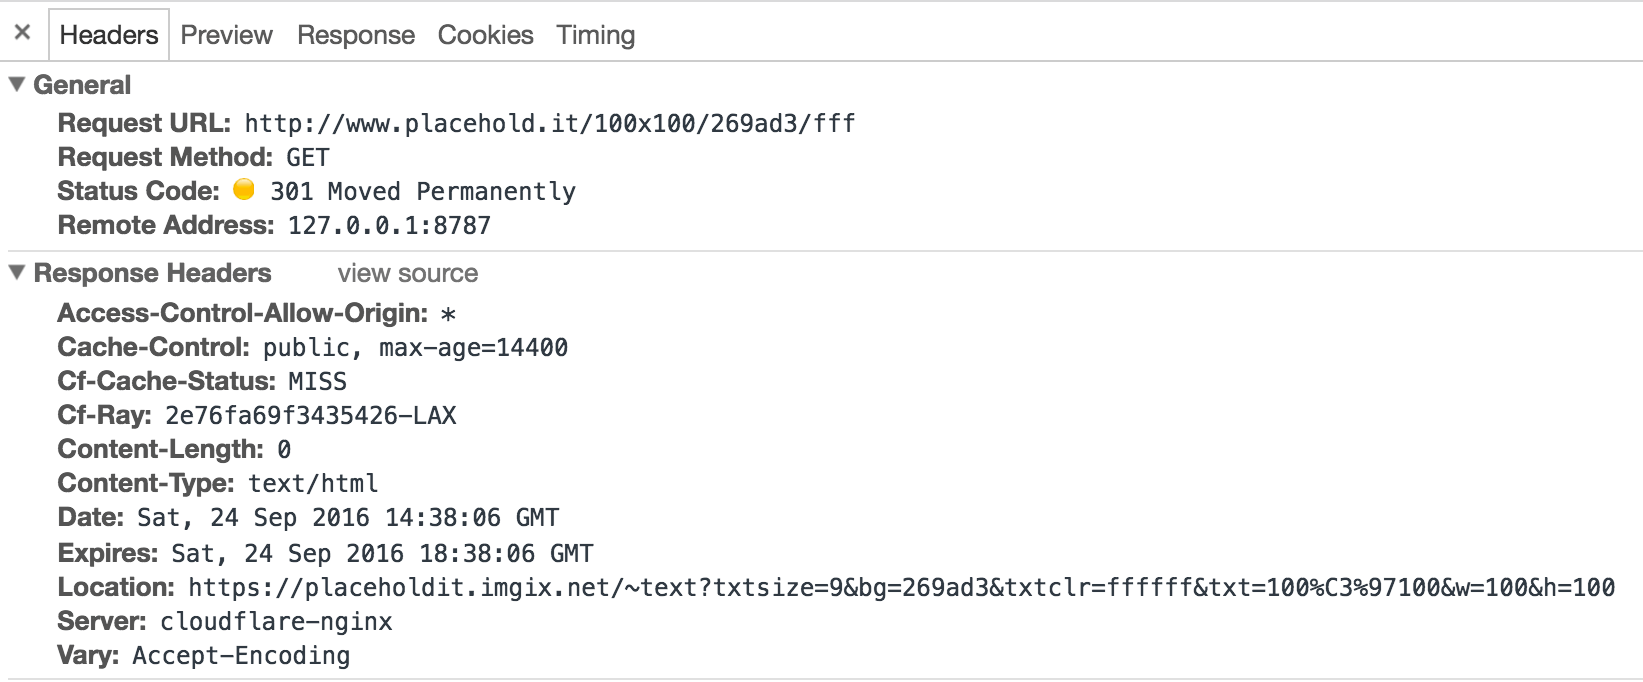 × Headers Preview Response Cookies Timing
▼ General
Request URL: http://www.placehold.it/100x100/269ad3/fff
Request Method: GET
Status Code: 301 Moved Permanently
Remote Address: 127.0.0.1:8787
▼ Response Headers view source
Access-Control-Allow-Origin: *
Cache-Control: public, max-age=14400
Cf-Cache-Status: MISS
Cf-Ray: 2e76fa69f3435426-LAX
Content-Length: 0
Content-Type: text/html
Date: Sat, 24 Sep 2016 14:38:06 GMT
Expires: Sat, 24 Sep 2016 18:38:06 GMT
Location: https://placeholdit.imgix.net/~text?txtsize=9&bg=269ad3&txtclr=ffffff&txt=100%C3%97100&w=100&h=100
Server: cloudflare-nginx
Vary: Accept-Encoding